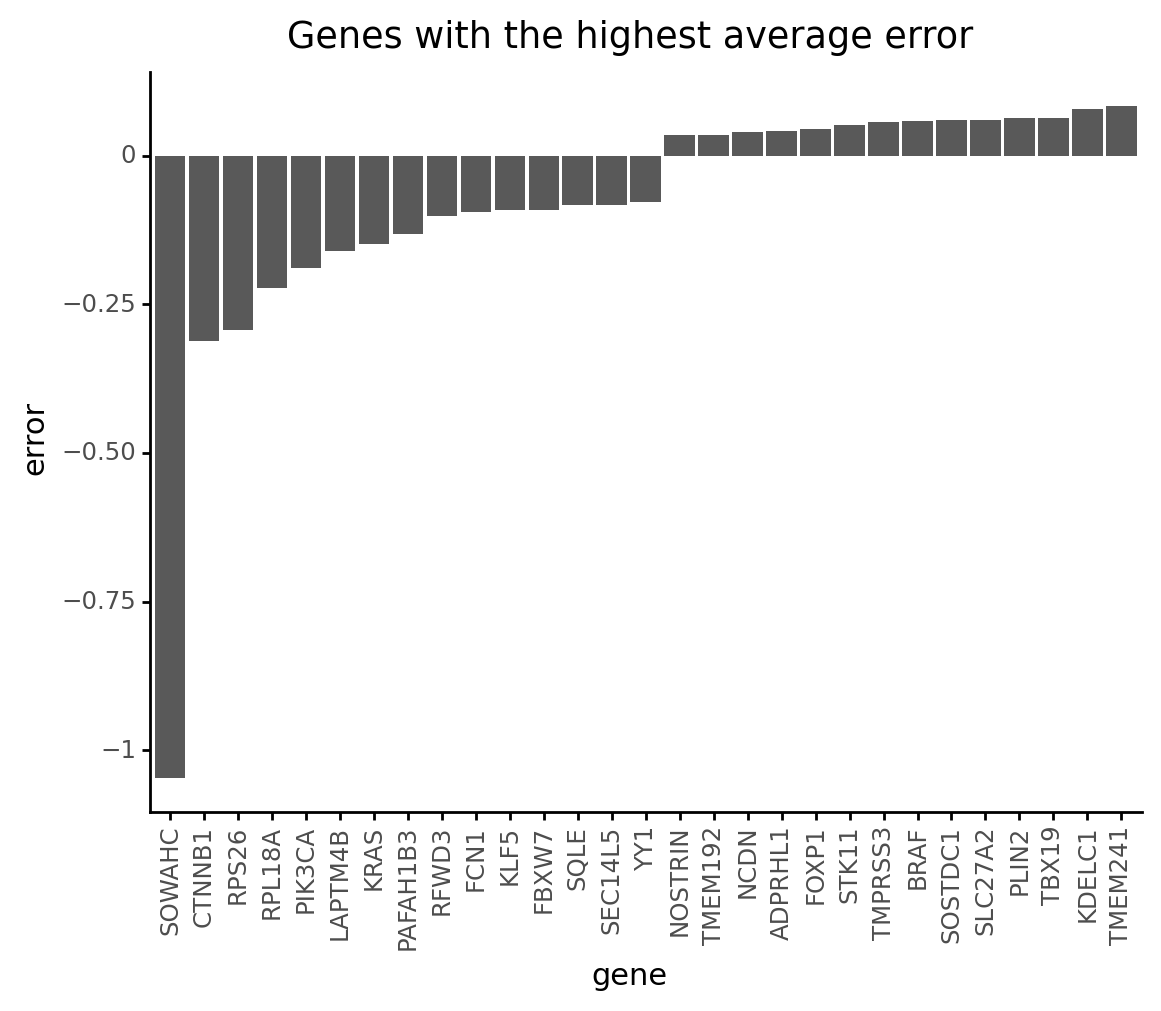 Genes with the highest average error
error
0
−0.25
−0.50
−0.75
−1
SOWAHC
CTNNB1
RPS26
RPL18A
PIK3CA
LAPTM4B
KRAS
PAFAH1B3
RFWD3
FCN1
KLF5
FBXW7
SQLE
SEC14L5
YY1
NOSTRIN
TMEM192
NCDN
ADPRHL1
FOXP1
STK11
TMPRSS3
BRAF
SOSTDC1
SLC27A2
PLIN2
TBX19
KDELC1
TMEM241
gene